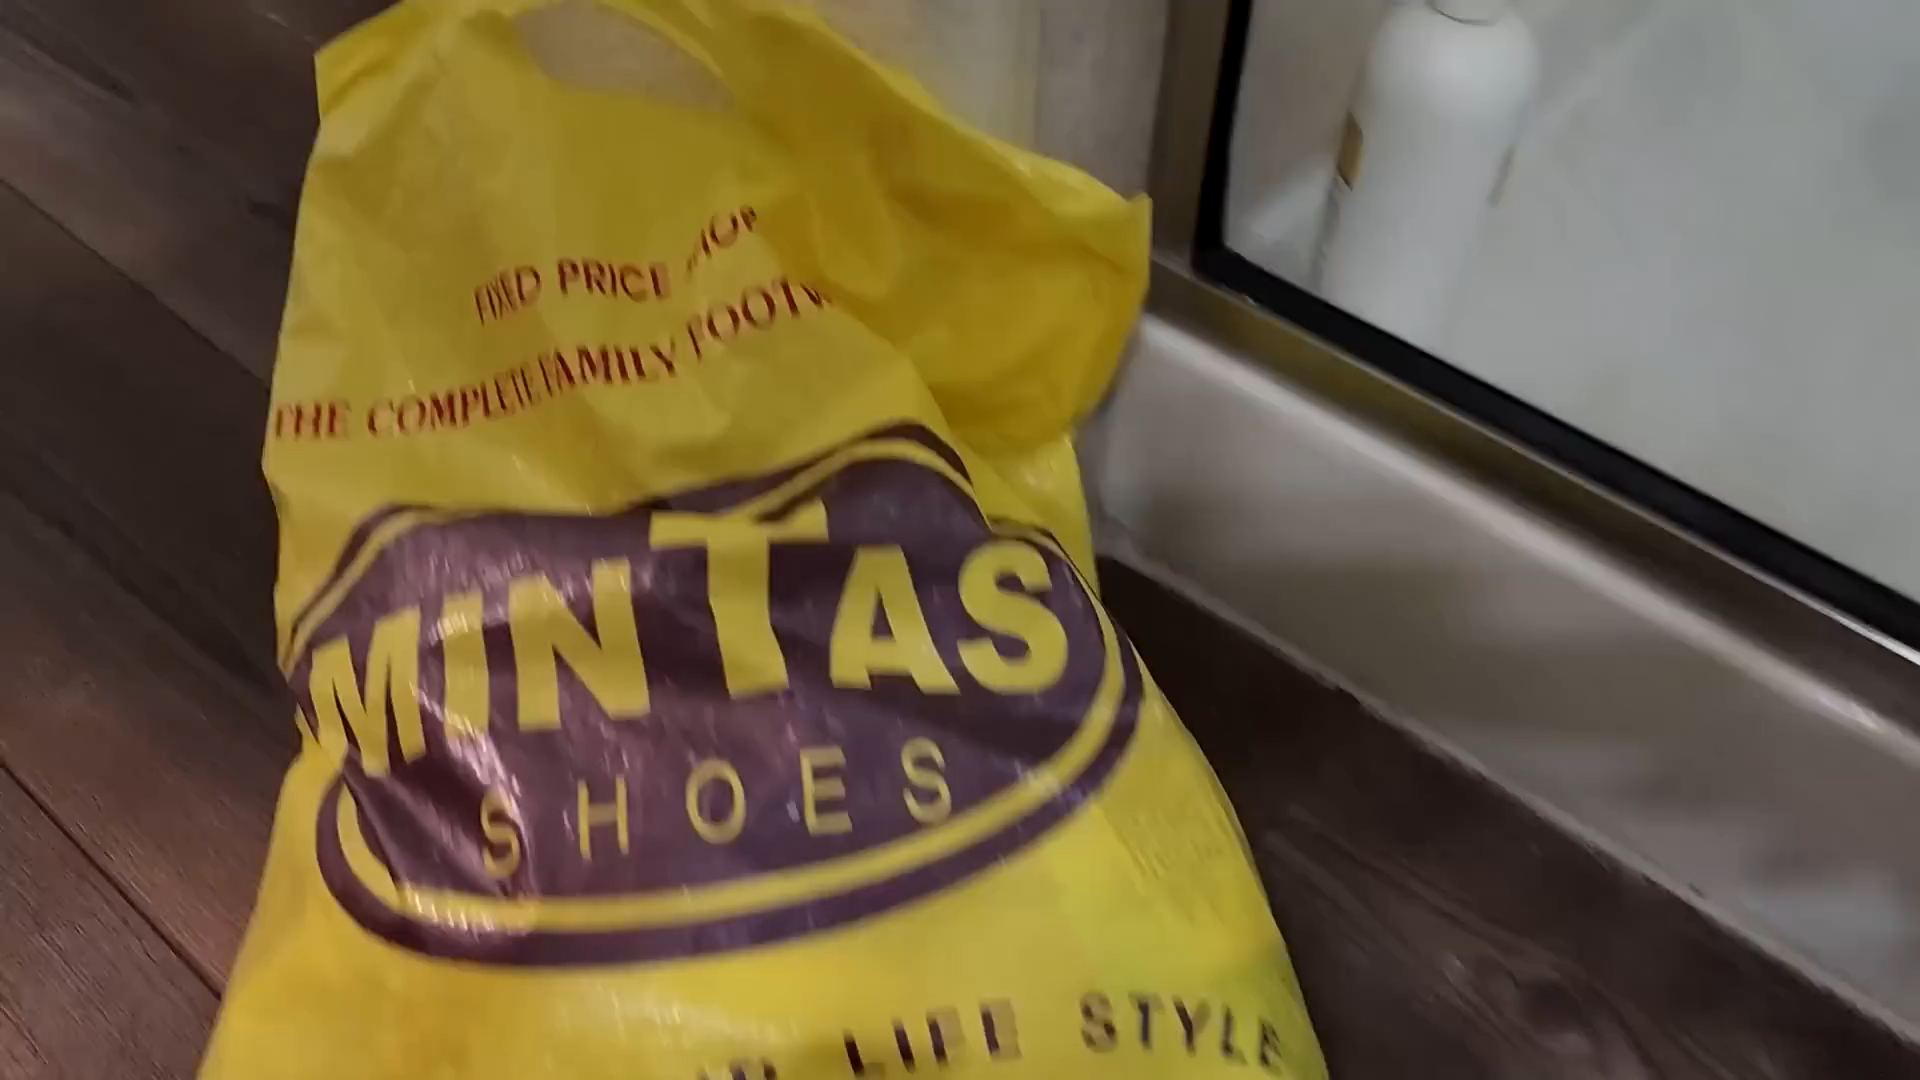 FIXED PRICE
THE COMPLETE FAMILY
MINTAS
SHOES
LIFE STYLE